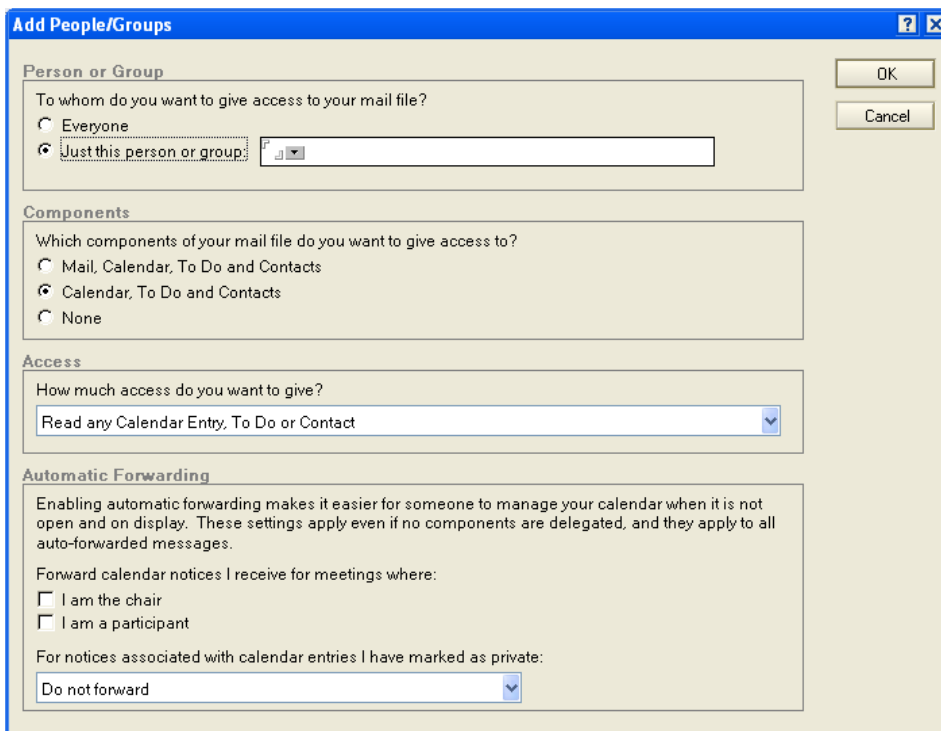 Add People/Groups
Person or Group
OK
To whom do you want to give access to your mail file?
Cancel
Everyone
Just this person or group:
Components
Which components of your mail file do you want to give access to?
Mail, Calendar, To Do and Contacts
Calendar, To Do and Contacts
None
Access
How much access do you want to give?
Read any Calendar Entry, To Do or Contact
Automatic Forwarding
Enabling automatic forwarding makes it easier for someone to manage your calendar when it is not
open and on display. These settings apply even if no components are delegated, and they apply to all
auto-forwarded messages.
Forward calendar notices I receive for meetings where:
I am the chair
I am a participant
For notices associated with calendar entries I have marked as private:
Do not forward